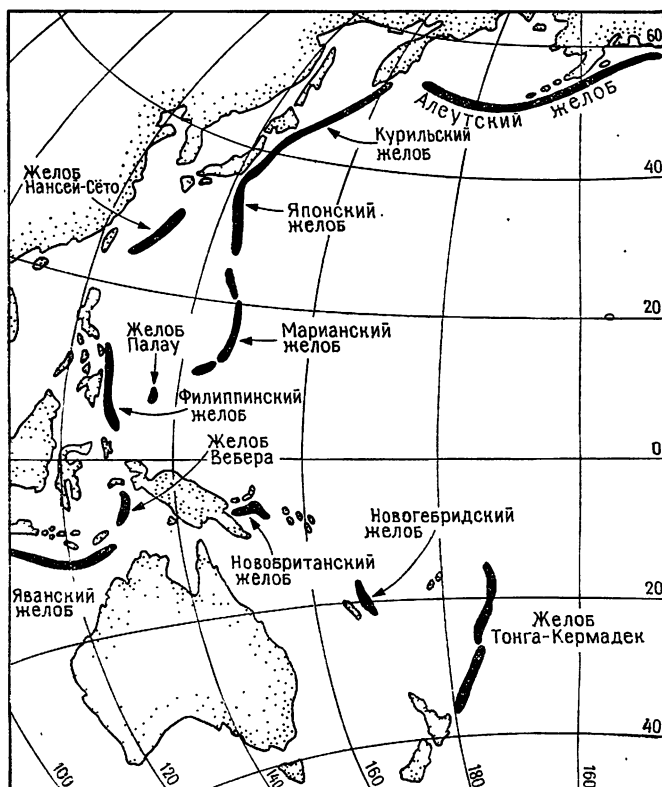 60
Алеутский желоб
Курильский
желоб
40
Желоб
Нансей-Сёто
Японский
желоб
20
Желоб
Палау
Марианский
желоб
Филиппинский
желоб
Желоб
Вебера
0
Новогебридский
желоб
Новобританский
желоб
Яванский
желоб
20
Желоб
Тонга-Кермадек
40
100
120
140
160
180
160